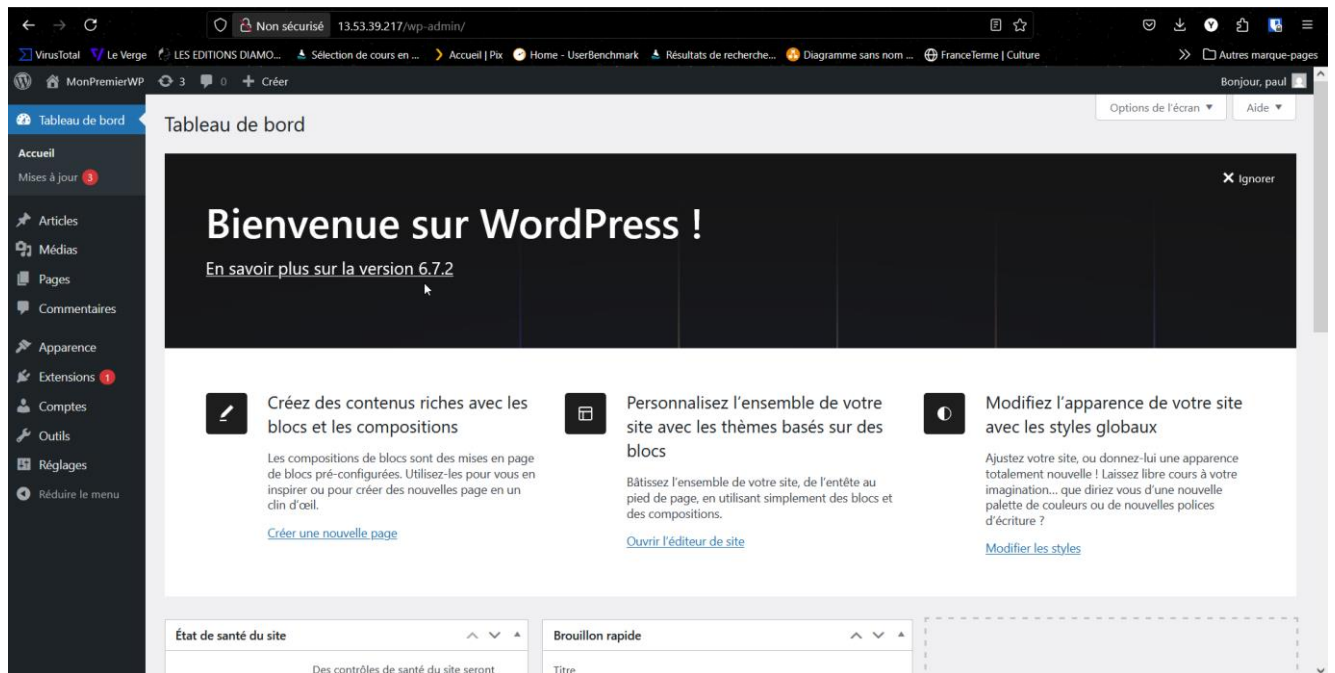 Non sécurisé 13.53.39.217/wp-admin/
VirusTotal Le Verge LES EDITIONS DIAMO... Sélection de cours en ... Accueil | Pix Home - UserBenchmark Résultats de recherche... Diagramme sans nom ... FranceTerme | Culture Autres marque-pages
MonPremierWP 3 0 + Créer Bonjour, paul
Tableau de bord
Accueil
Mises à jour 3
Articles
Médias
Pages
Commentaires
Apparence
Extensions 1
Comptes
Outils
Réglages
Réduire le menu
Options de l'écran ▼ Aide ▼
Tableau de bord
Ignorer
Bienvenue sur WordPress !
En savoir plus sur la version 6.7.2
Créez des contenus riches avec les
blocs et les compositions
Les compositions de blocs sont des mises en page
de blocs pré-configurées. Utilisez-les pour vous en
inspirer ou pour créer des nouvelles page en un
clin d'œil.
Créer une nouvelle page
Personnalisez l'ensemble de votre
site avec les thèmes basés sur des
blocs
Bâtissez l'ensemble de votre site, de l'entête au
pied de page, en utilisant simplement des blocs et
des compositions.
Ouvrir l'éditeur de site
Modifiez l'apparence de votre site
avec les styles globaux
Ajustez votre site, ou donnez-lui une apparence
totalement nouvelle ! Laissez libre cours à votre
imagination... que diriez vous d'une nouvelle
palette de couleurs ou de nouvelles polices
d'écriture ?
Modifier les styles
État de santé du site
Des contrôles de santé du site seront
Brouillon rapide
Titre